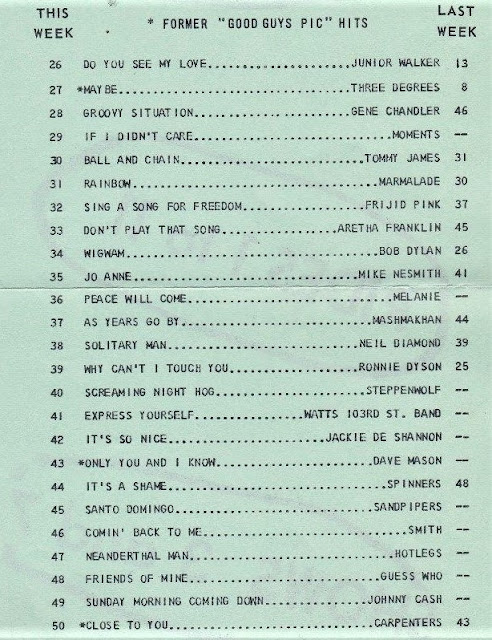 THIS WEEK * FORMER "GOOD GUYS PIC" HITS LAST WEEK
26 DO YOU SEE MY LOVE....................JUNIOR WALKER 13
27 *MAYBE................................THREE DEGREES 8
28 GROOVY SITUATION......................GENE CHANDLER 46
29 IF I DIDN'T CARE............................MOMENTS --
30 BALL AND CHAIN..........................TOMMY JAMES 31
31 RAINBOW...................................MARMALADE 30
32 SING A SONG FOR FREEDOM.................FRIJID PINK 37
33 DON'T PLAY THAT SONG................ARETHA FRANKLIN 45
34 WIGWAM....................................BOB DYLAN 26
35 JO ANNE................................MIKE NESMITH 41
36 PEACE WILL COME.............................MELANIE --
37 AS YEARS GO BY............................MASHMAKHAN 44
38 SOLITARY MAN...........................NEIL DIAMOND 39
39 WHY CAN'T I TOUCH YOU..................RONNIE DYSON 25
40 SCREAMING NIGHT HOG......................STEPPENWOLF --
41 EXPRESS YOURSELF...............WATTS 103RD ST. BAND --
42 IT'S SO NICE.......................JACKIE DE SHANNON --
43 *ONLY YOU AND I KNOW......................DAVE MASON --
44 IT'S A SHAME................................SPINNERS 48
45 SANTO DOMINGO.............................SANDPIPERS --
46 COMIN' BACK TO ME..............................SMITH --
47 NEANDERTHAL MAN..............................HOTLEGS --
48 FRIENDS OF MINE............................GUESS WHO --
49 SUNDAY MORNING COMING DOWN...............JOHNNY CASH --
50 *CLOSE TO YOU.............................CARPENTERS 43